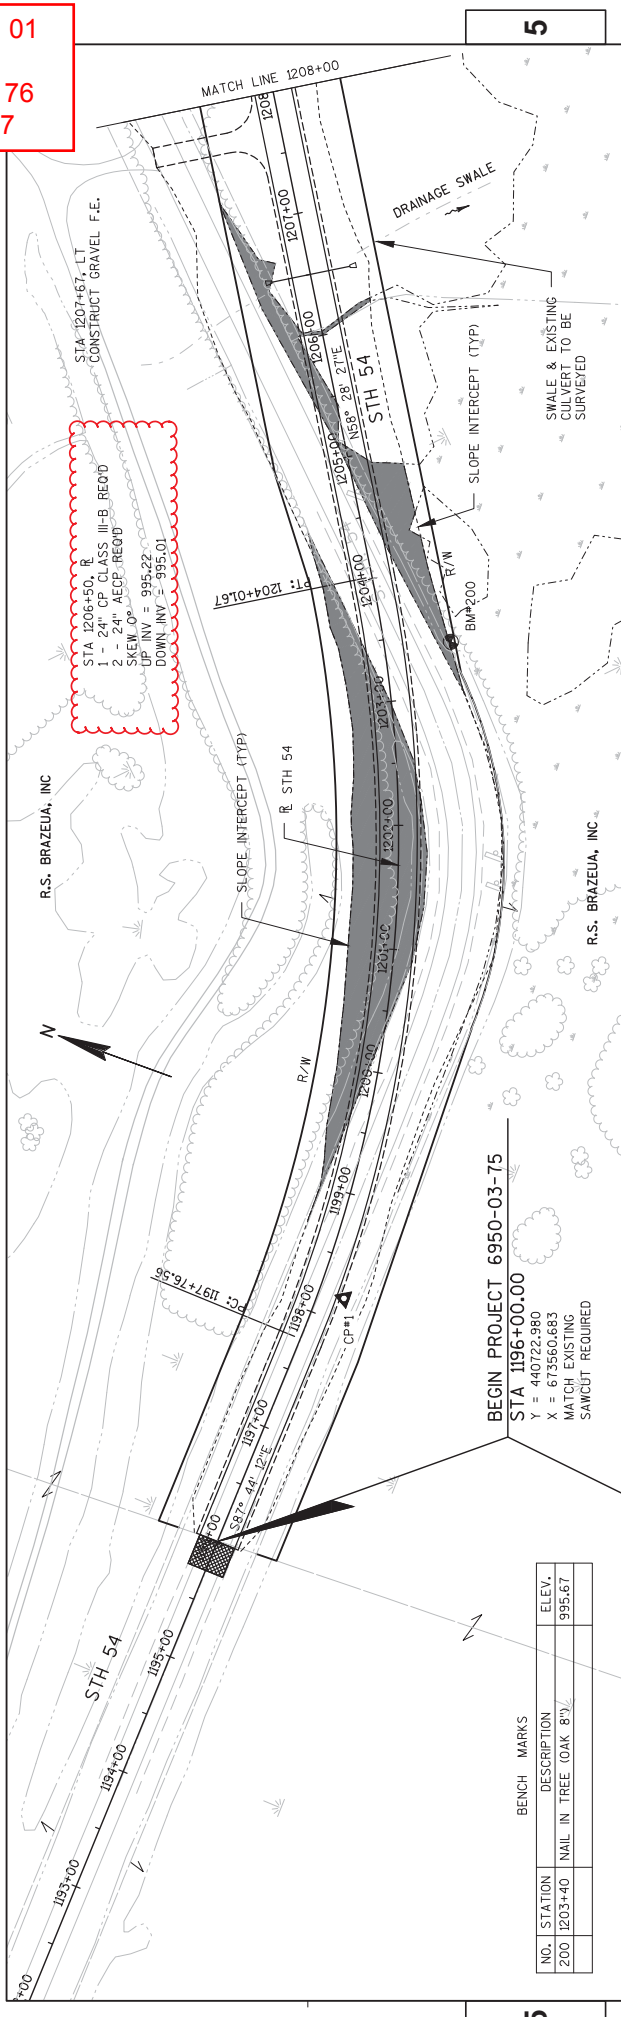 01
76
7
5
MATCH LINE 1208+00
1208
1207+00
1206+00
1205+00
1204+00
1203+00
1202+00
1201+00
1200+00
1199+00
1198+00
1197+00
+00
1195+00
1194+00
1193+00
+00
DRAINAGE SWALE
STA 1207+67, LT
CONSTRUCT GRAVEL F.E.
STA 1206+50, R
1 - 24" CP CLASS III-B REQ'D
2 - 24" AECP REQ'D
SKEW 0°
UP INV = 995.22
DOWN INV = 995.01
N58° 28' 27"E
STH 54
SLOPE INTERCEPT (TYP)
SWALE & EXISTING
CULVERT TO BE
SURVEYED
R/W
BM#200
PT: 1204+01.67
R.S. BRAZEUA, INC
SLOPE INTERCEPT (TYP)
R STH 54
R.S. BRAZEUA, INC
N
R/W
PC: 1197+76.56
CP#1
S87° 44' 12"E
STH 54
BEGIN PROJECT 6950-03-75
STA 1196+00.00
Y = 440722.980
X = 673560.683
MATCH EXISTING
SAWCUT REQUIRED
BENCH MARKS
NO. STATION DESCRIPTION ELEV.
200 1203+40 NAIL IN TREE (OAK 8") 995.67